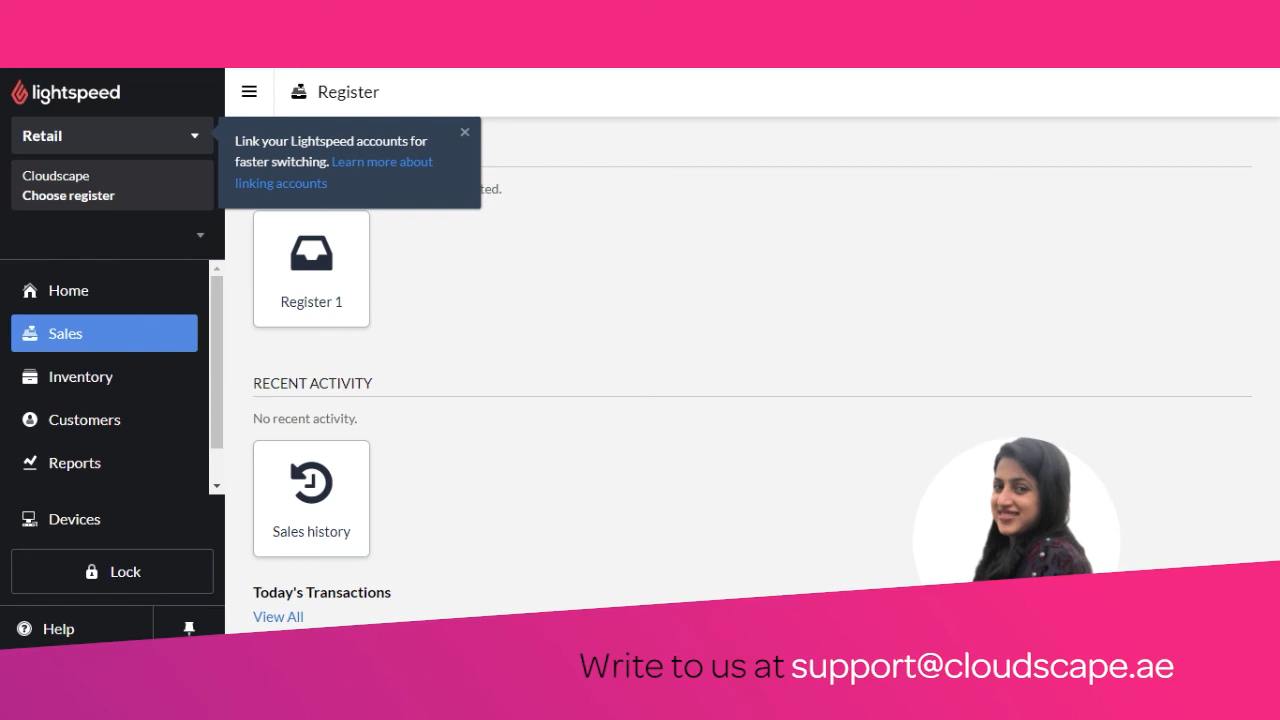 lightspeed
Register
Retail
Link your Lightspeed accounts for
faster switching. Learn more about
linking accounts
Cloudscape
Choose register
ted.
Register 1
Home
Sales
Inventory
Customers
Reports
Devices
Lock
Help
RECENT ACTIVITY
No recent activity.
Sales history
Today's Transactions
View All
Write to us at support@cloudscape.ae